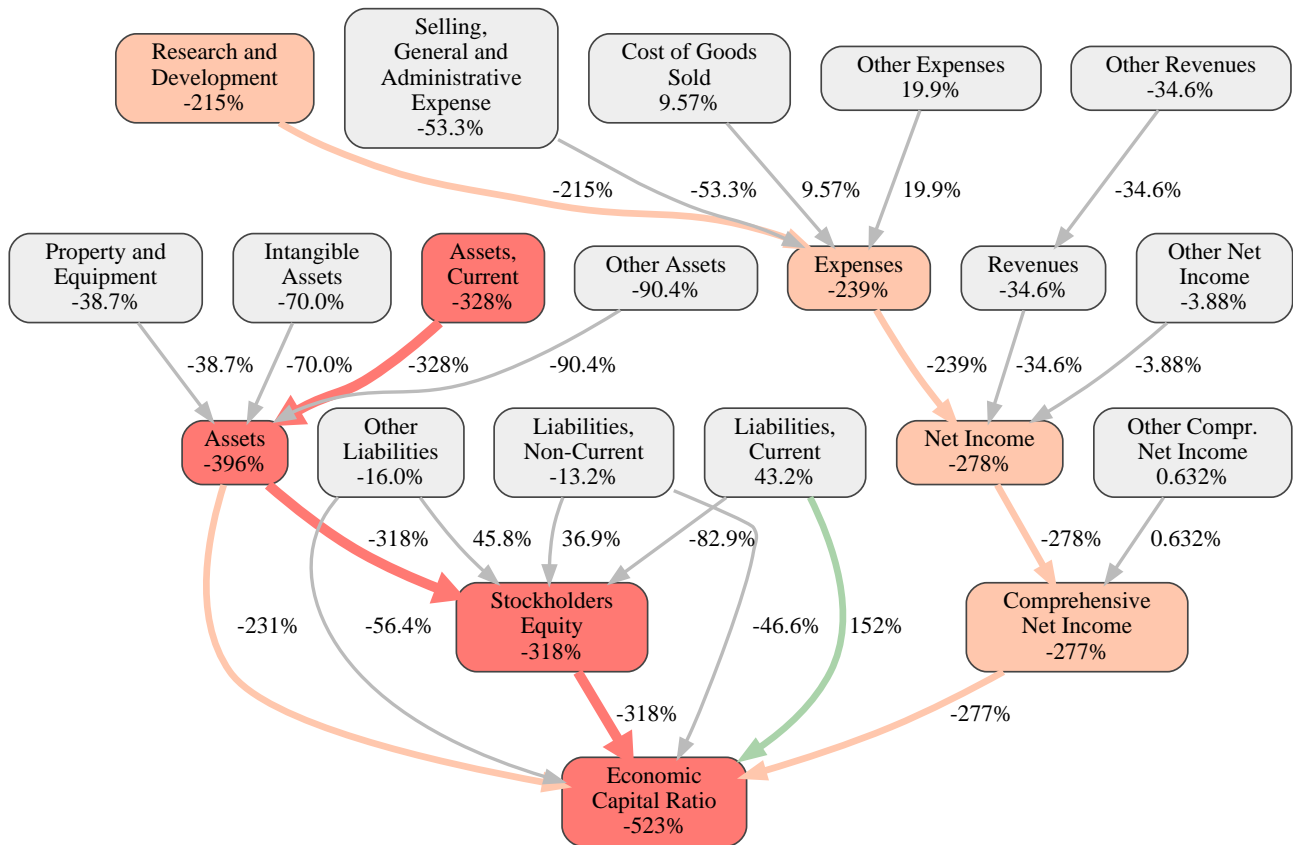 Research and
Development
-215%
Selling,
General and
Administrative
Expense
-53.3%
Cost of Goods
Sold
9.57%
Other Expenses
19.9%
Other Revenues
-34.6%
-215%
-53.3%
9.57%
19.9%
-34.6%
Property and
Equipment
-38.7%
Intangible
Assets
-70.0%
Assets,
Current
-328%
Other Assets
-90.4%
Expenses
-239%
Revenues
-34.6%
Other Net
Income
-3.88%
-38.7%
-70.0%
-328%
-90.4%
-239%
-34.6%
-3.88%
Assets
-396%
Other
Liabilities
-16.0%
Liabilities,
Non-Current
-13.2%
Liabilities,
Current
43.2%
Net Income
-278%
Other Compr.
Net Income
0.632%
-318%
45.8%
36.9%
-82.9%
-278%
0.632%
Stockholders
Equity
-318%
Comprehensive
Net Income
-277%
-231%
-56.4%
-46.6%
152%
-318%
-277%
Economic
Capital Ratio
-523%